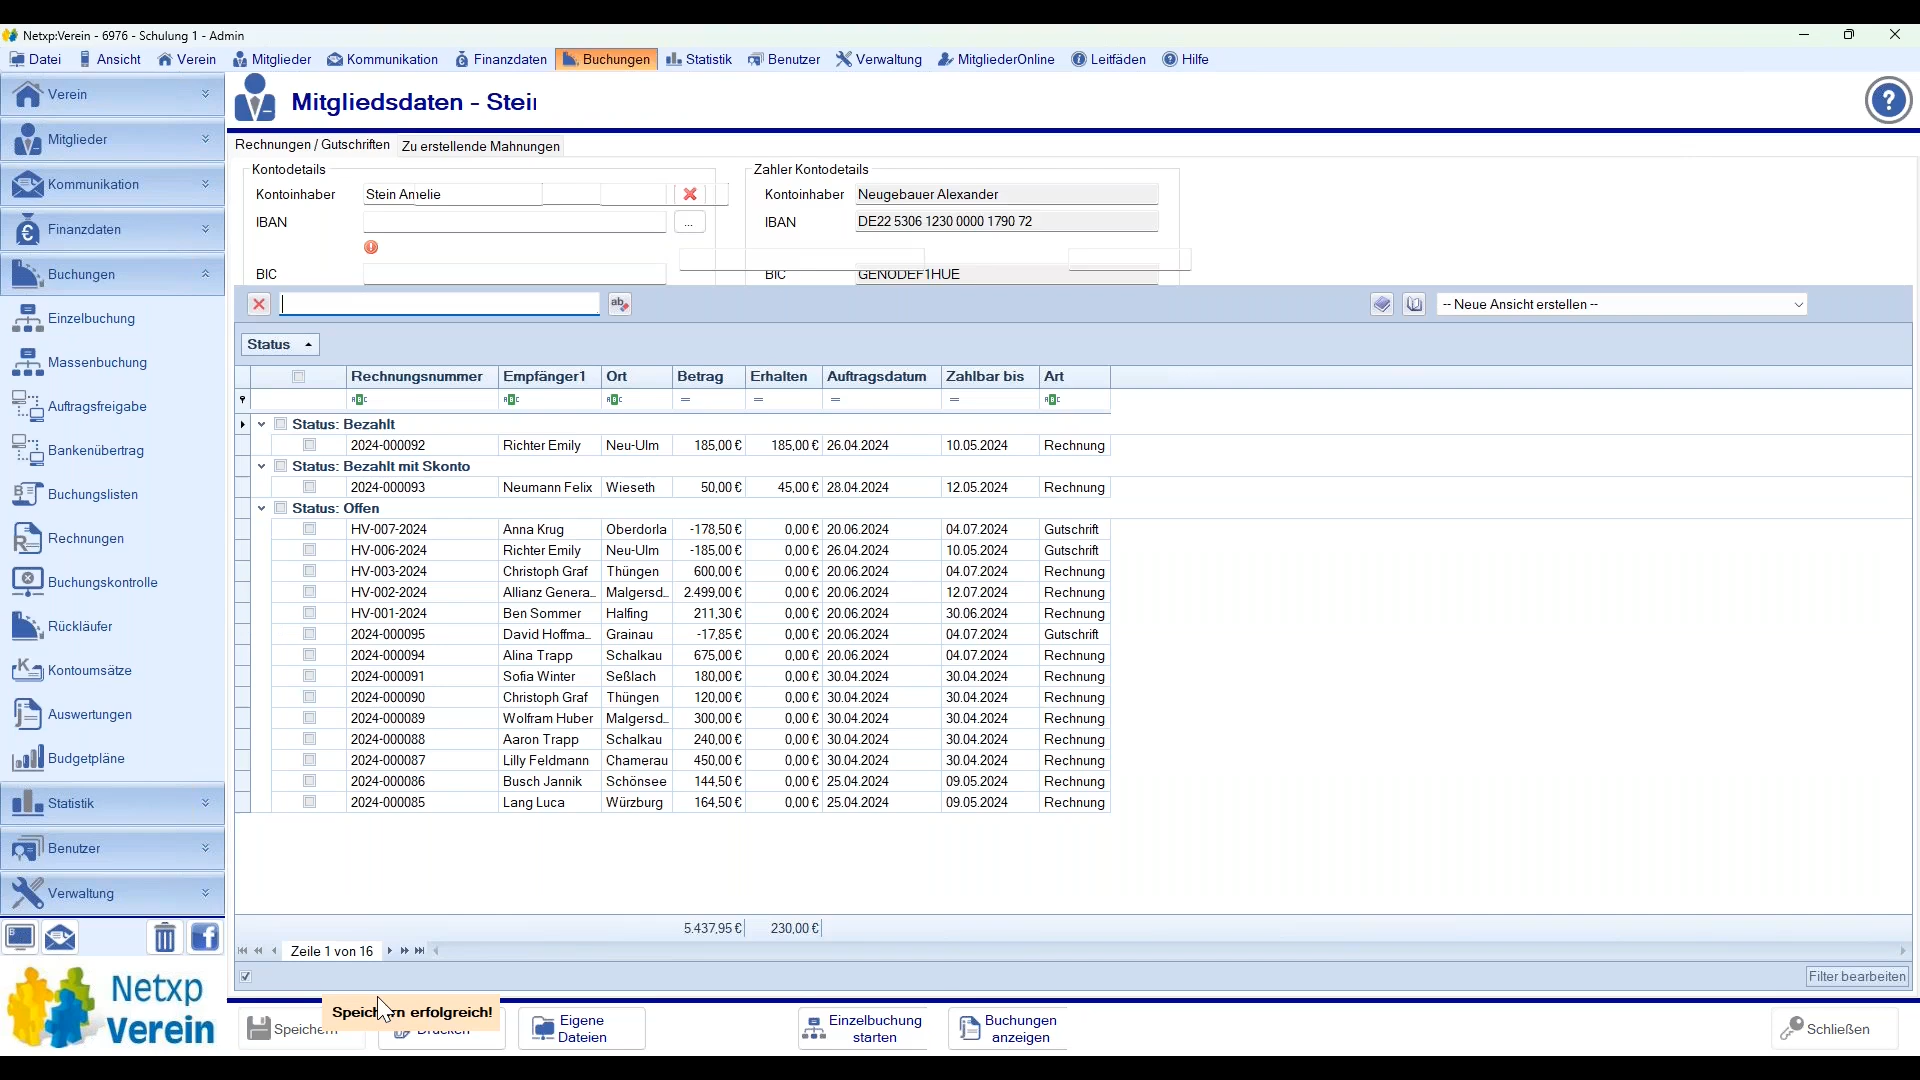 Netxp:Verein - 6976 - Schulung 1 - Admin
Datei Ansicht Verein Mitglieder Kommunikation Finanzdaten Buchungen Statistik Benutzer Verwaltung MitgliederOnline Leitfäden Hilfe
Verein
Mitglieder
Kommunikation
Finanzdaten
Buchungen
Einzelbuchung
Massenbuchung
Auftragsfreigabe
Bankenübertrag
Buchungslisten
Rechnungen
Buchungskontrolle
Rückläufer
Kontoumsätze
Auswertungen
Budgetpläne
Statistik
Benutzer
Verwaltung
Netxp
Verein
Mitgliedsdaten - Stein
Rechnungen / Gutschriften Zu erstellende Mahnungen
Kontodetails Zahler Kontodetails
Kontoinhaber Stein Amelie Kontoinhaber Neugebauer Alexander
IBAN ... IBAN DE22 5306 1230 0000 1790 72
BIC BIC GENODEF1HUE
-- Neue Ansicht erstellen --
Status
Rechnungsnummer Empfänger1 Ort Betrag Erhalten Auftragsdatum Zahlbar bis Art
Status: Bezahlt
2024-000092 Richter Emily Neu-Ulm 185,00 € 185,00 € 26.04.2024 10.05.2024 Rechnung
Status: Bezahlt mit Skonto
2024-000093 Neumann Felix Wieseth 50,00 € 45,00 € 28.04.2024 12.05.2024 Rechnung
Status: Offen
HV-007-2024 Anna Krug Oberdorla -178,50 € 0,00 € 20.06.2024 04.07.2024 Gutschrift
HV-006-2024 Richter Emily Neu-Ulm -185,00 € 0,00 € 26.04.2024 10.05.2024 Gutschrift
HV-003-2024 Christoph Graf Thüngen 600,00 € 0,00 € 20.06.2024 04.07.2024 Rechnung
HV-002-2024 Allianz Genera... Malgersd... 2.499,00 € 0,00 € 20.06.2024 12.07.2024 Rechnung
HV-001-2024 Ben Sommer Halfing 211,30 € 0,00 € 20.06.2024 30.06.2024 Rechnung
2024-000095 David Hoffma... Grainau -17,85 € 0,00 € 20.06.2024 04.07.2024 Gutschrift
2024-000094 Alina Trapp Schalkau 675,00 € 0,00 € 20.06.2024 04.07.2024 Rechnung
2024-000091 Sofia Winter Seßlach 180,00 € 0,00 € 30.04.2024 30.04.2024 Rechnung
2024-000090 Christoph Graf Thüngen 120,00 € 0,00 € 30.04.2024 30.04.2024 Rechnung
2024-000089 Wolfram Huber Malgersd... 300,00 € 0,00 € 30.04.2024 30.04.2024 Rechnung
2024-000088 Aaron Trapp Schalkau 240,00 € 0,00 € 30.04.2024 30.04.2024 Rechnung
2024-000087 Lilly Feldmann Chamerau 450,00 € 0,00 € 30.04.2024 30.04.2024 Rechnung
2024-000086 Busch Jannik Schönsee 144,50 € 0,00 € 25.04.2024 09.05.2024 Rechnung
2024-000085 Lang Luca Würzburg 164,50 € 0,00 € 25.04.2024 09.05.2024 Rechnung
5.437,95 € 230,00 €
Zeile 1 von 16
Filter bearbeiten
Speichern erfolgreich!
Speichern Drucken Eigene Dateien Einzelbuchung starten Buchungen anzeigen Schließen